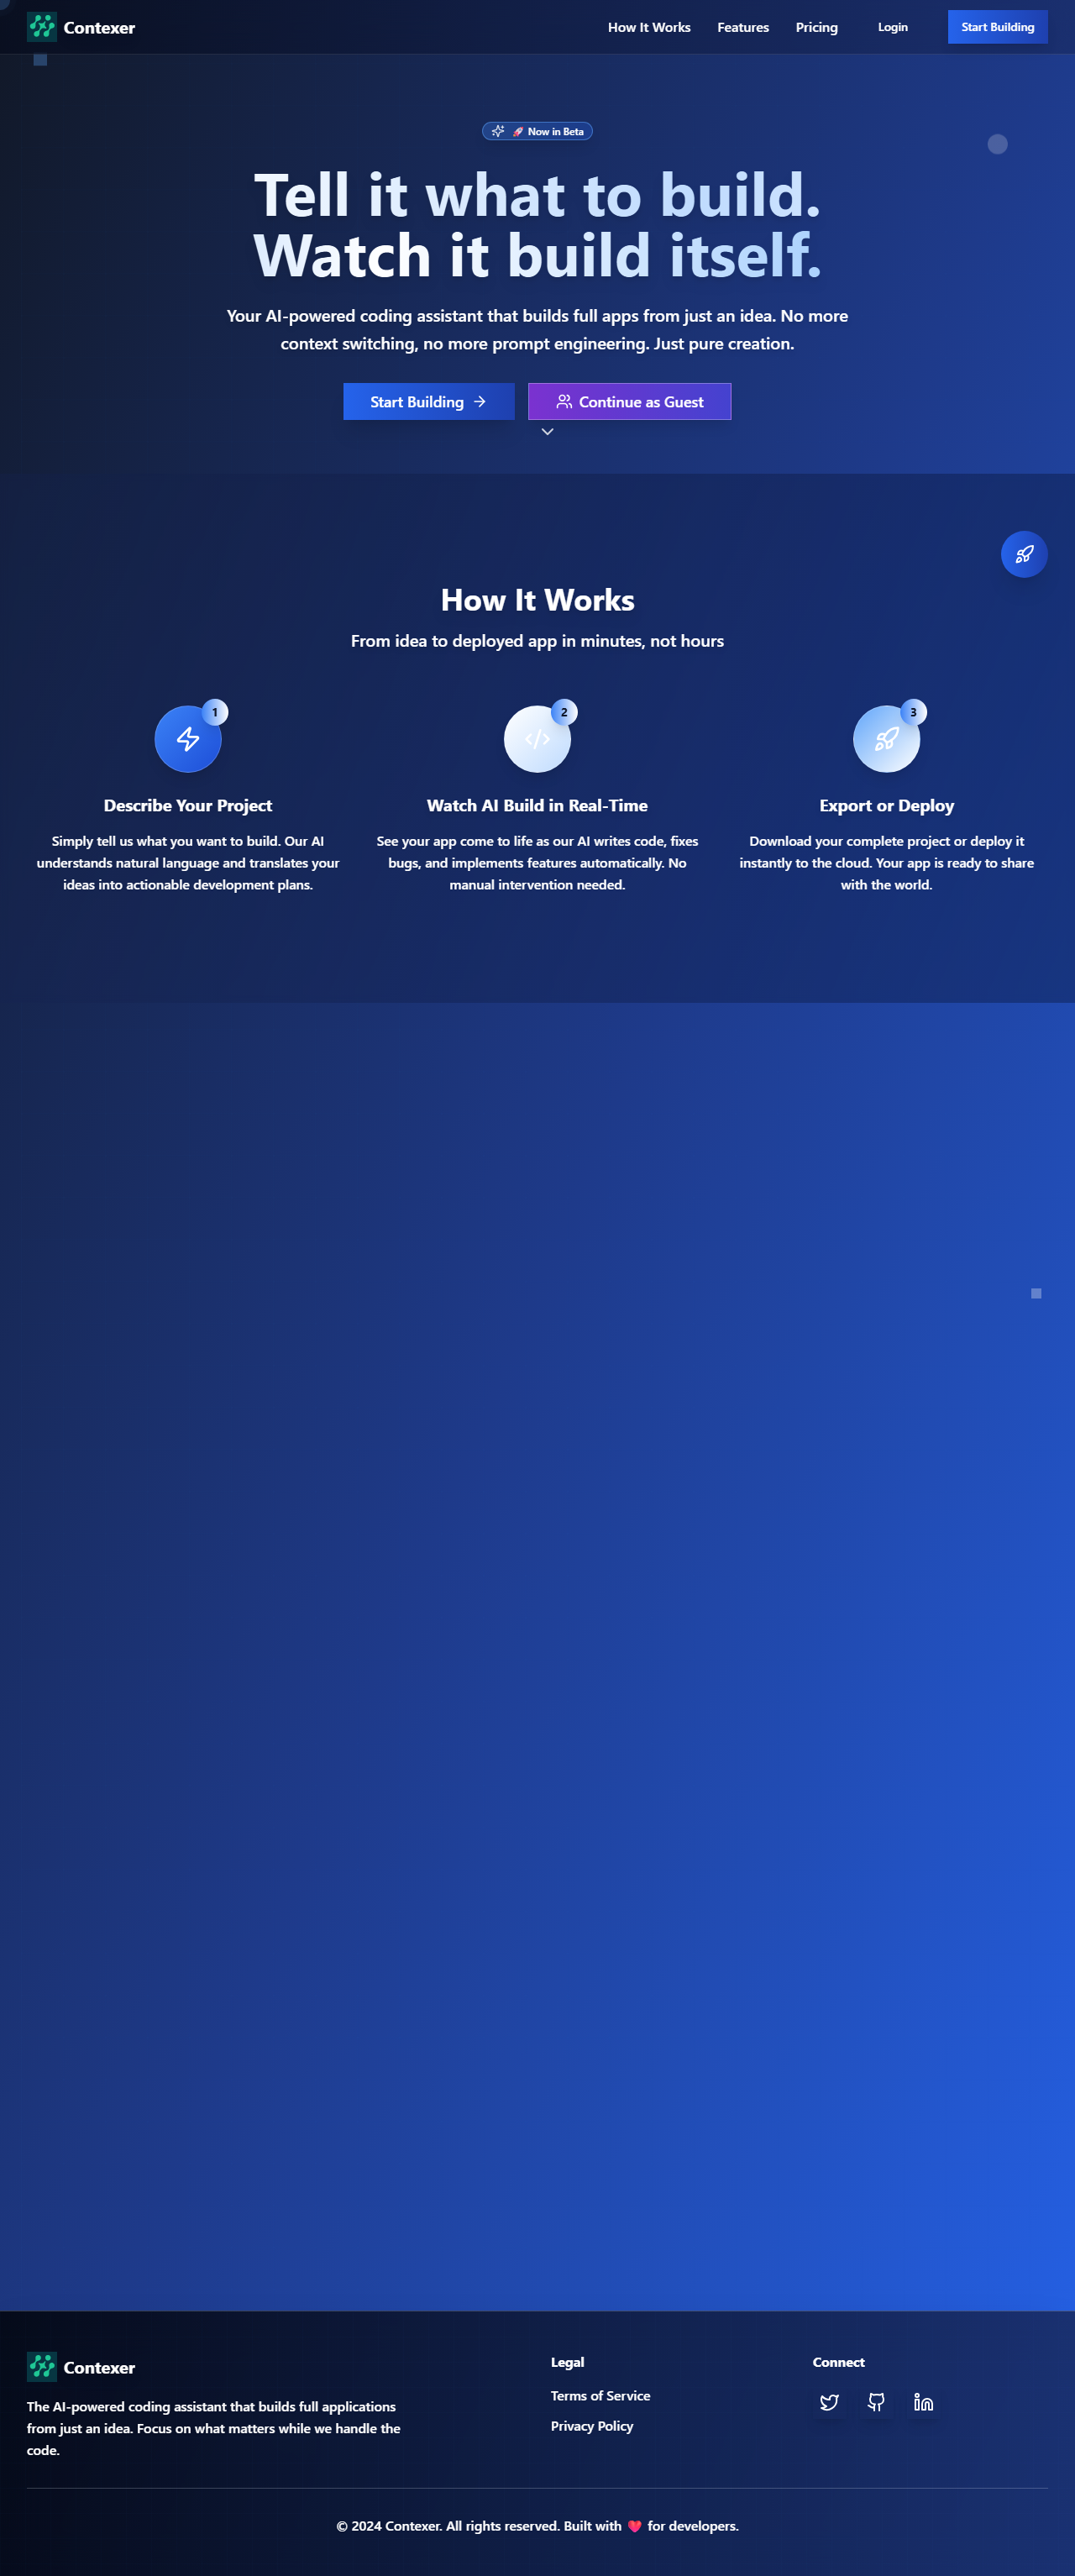 Contexer
How It Works
Features
Pricing
Login
Start Building
🚀 Now in Beta
Tell it what to build.
Watch it build itself.
Your AI-powered coding assistant that builds full apps from just an idea. No more
context switching, no more prompt engineering. Just pure creation.
Start Building
Continue as Guest
How It Works
From idea to deployed app in minutes, not hours
1
Describe Your Project
Simply tell us what you want to build. Our AI
understands natural language and translates your
ideas into actionable development plans.
2
Watch AI Build in Real-Time
See your app come to life as our AI writes code, fixes
bugs, and implements features automatically. No
manual intervention needed.
3
Export or Deploy
Download your complete project or deploy it
instantly to the cloud. Your app is ready to share
with the world.
Contexer
The AI-powered coding assistant that builds full applications
from just an idea. Focus on what matters while we handle the
code.
Legal
Terms of Service
Privacy Policy
Connect
© 2024 Contexer. All rights reserved. Built with ❤️ for developers.